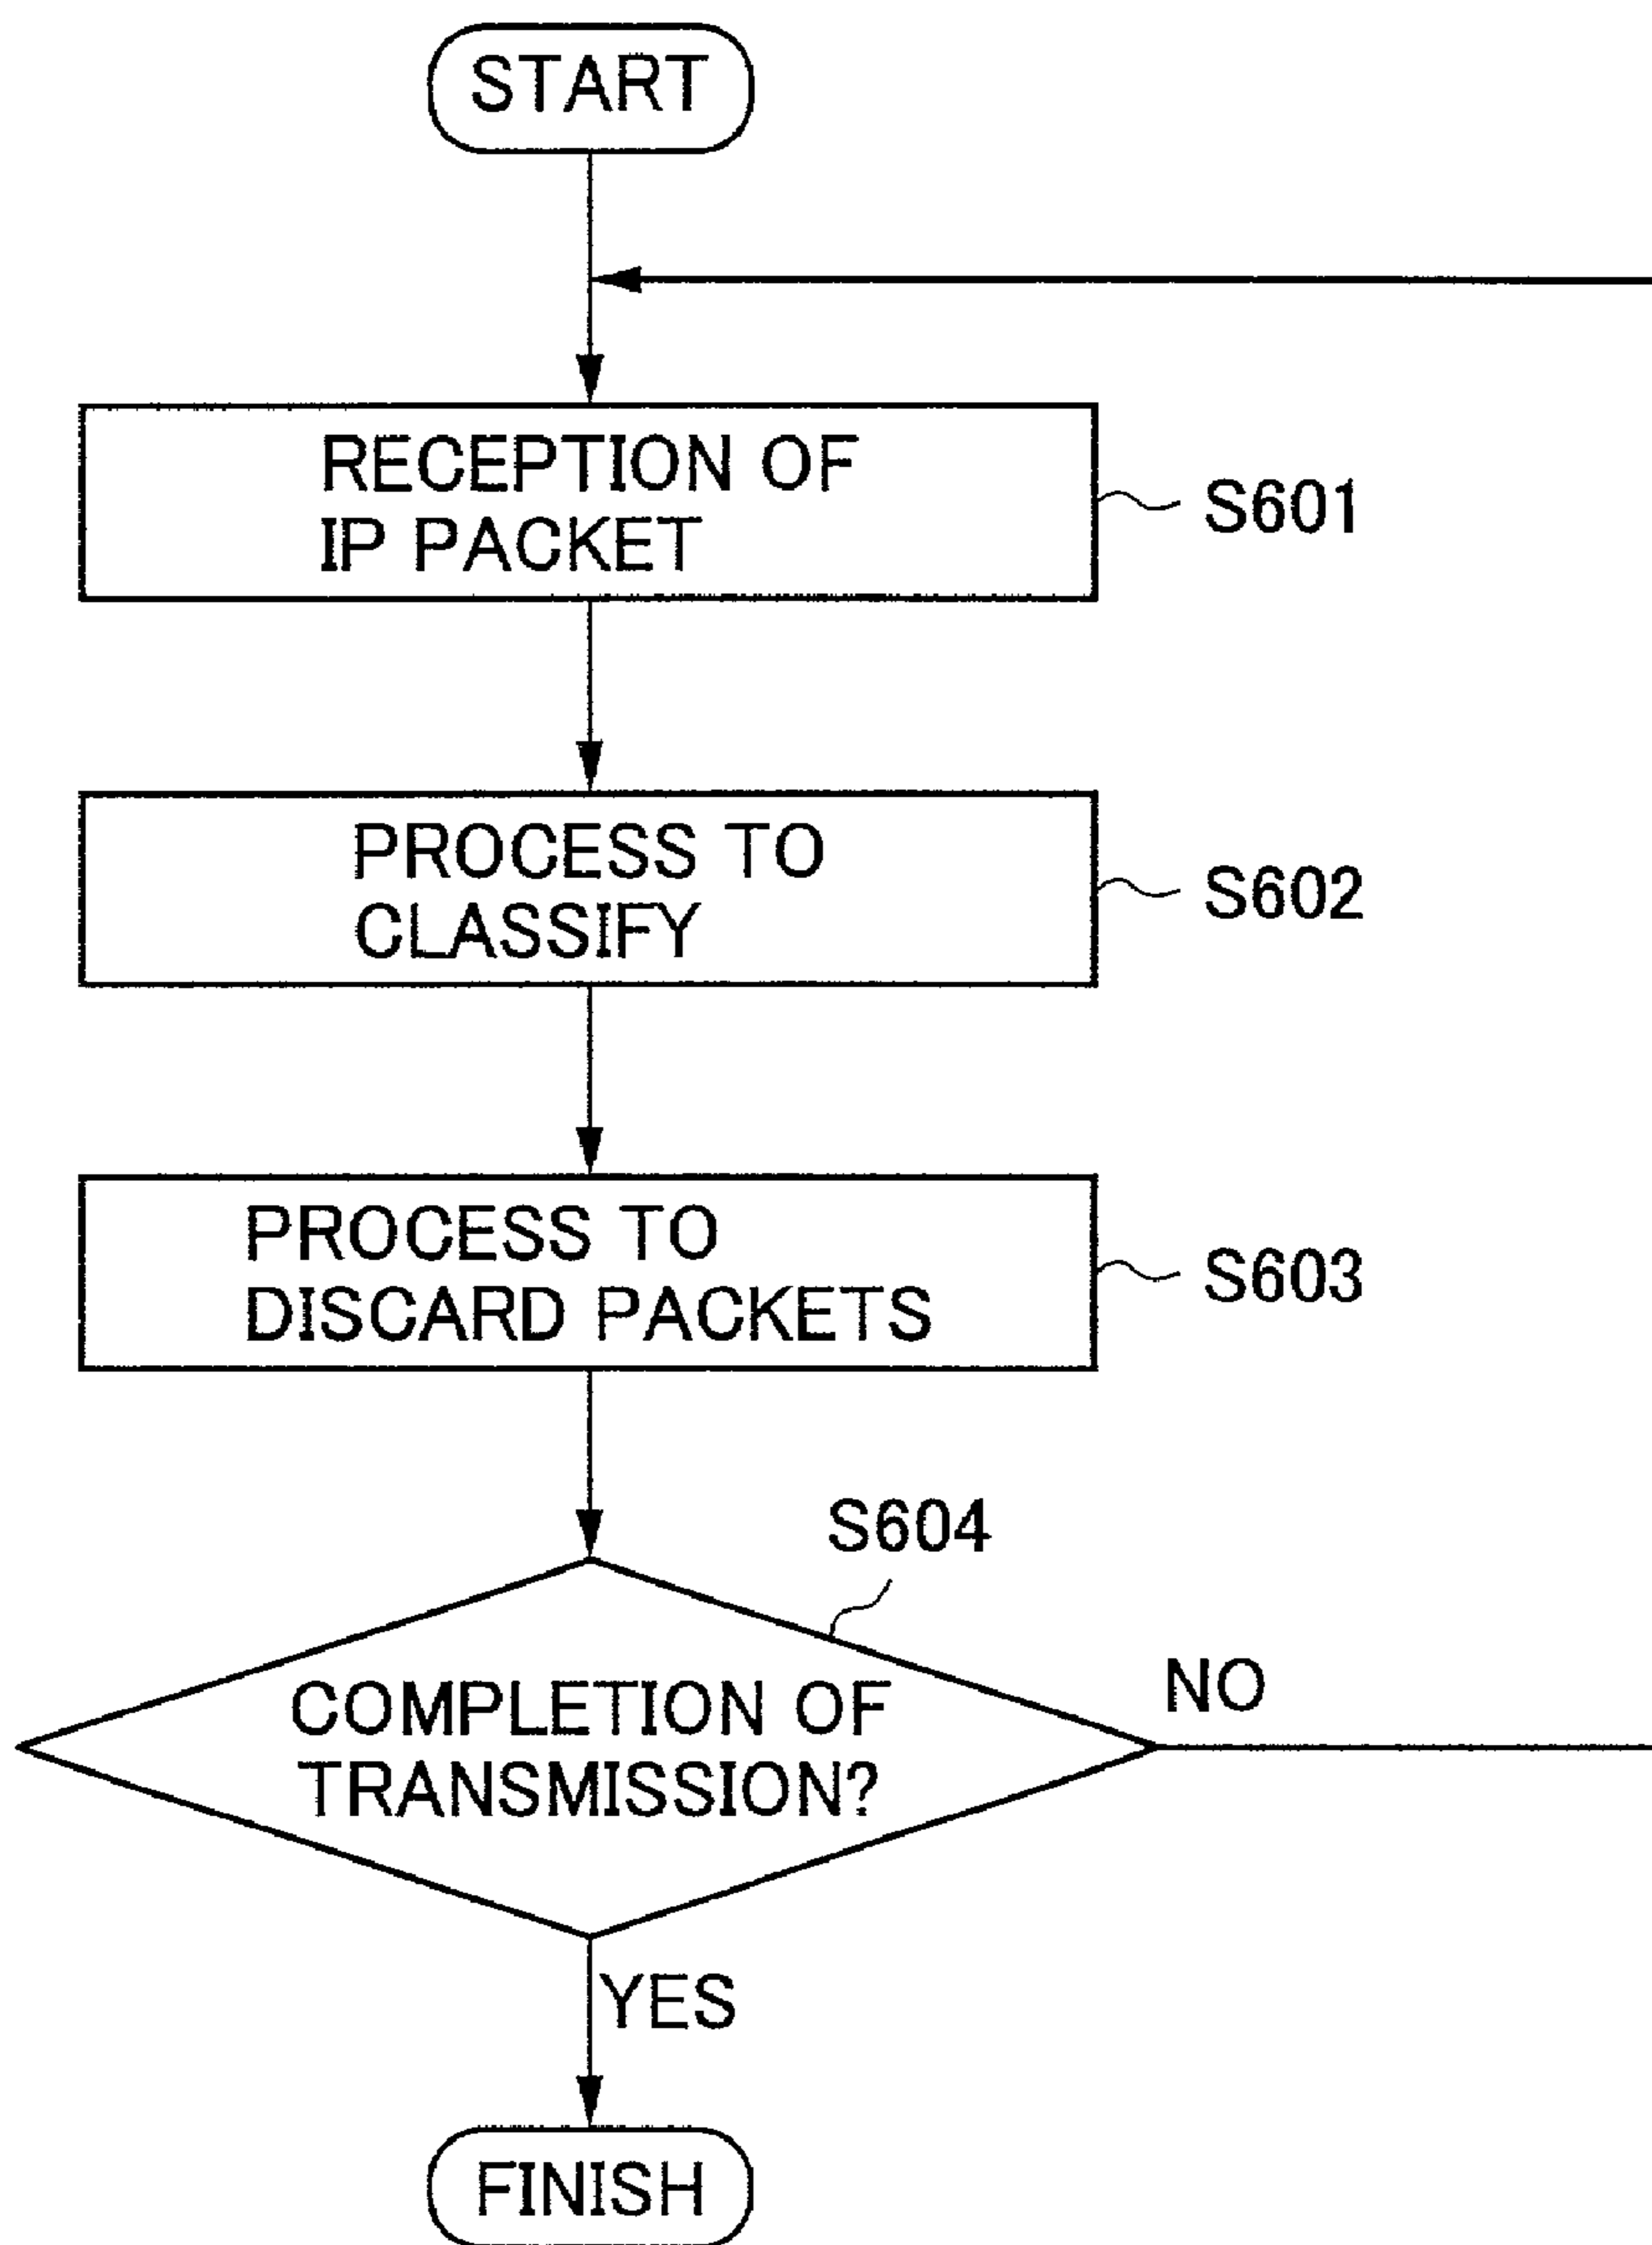 START
RECEPTION OF
IP PACKET
S601
PROCESS TO
CLASSIFY
S602
PROCESS TO
DISCARD PACKETS
S603
S604
COMPLETION OF
TRANSMISSION?
NO
YES
FINISH